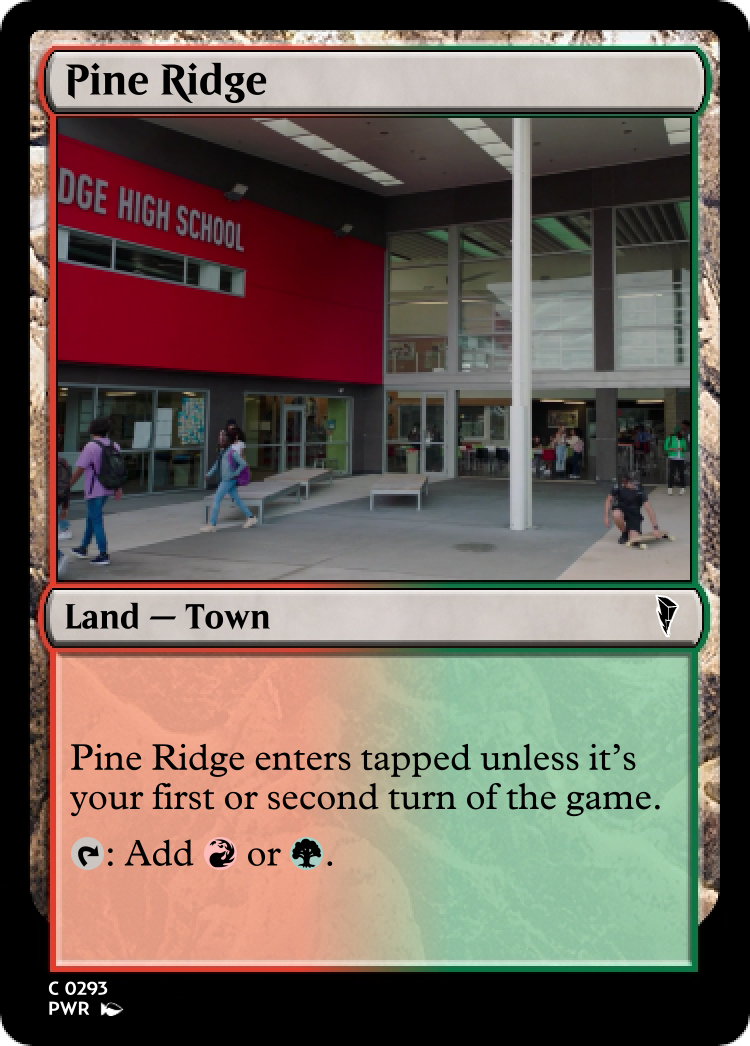 Pine Ridge
DGE HIGH SCHOOL
Land — Town
Pine Ridge enters tapped unless it's
your first or second turn of the game.
: Add or .
C 0293
PWR